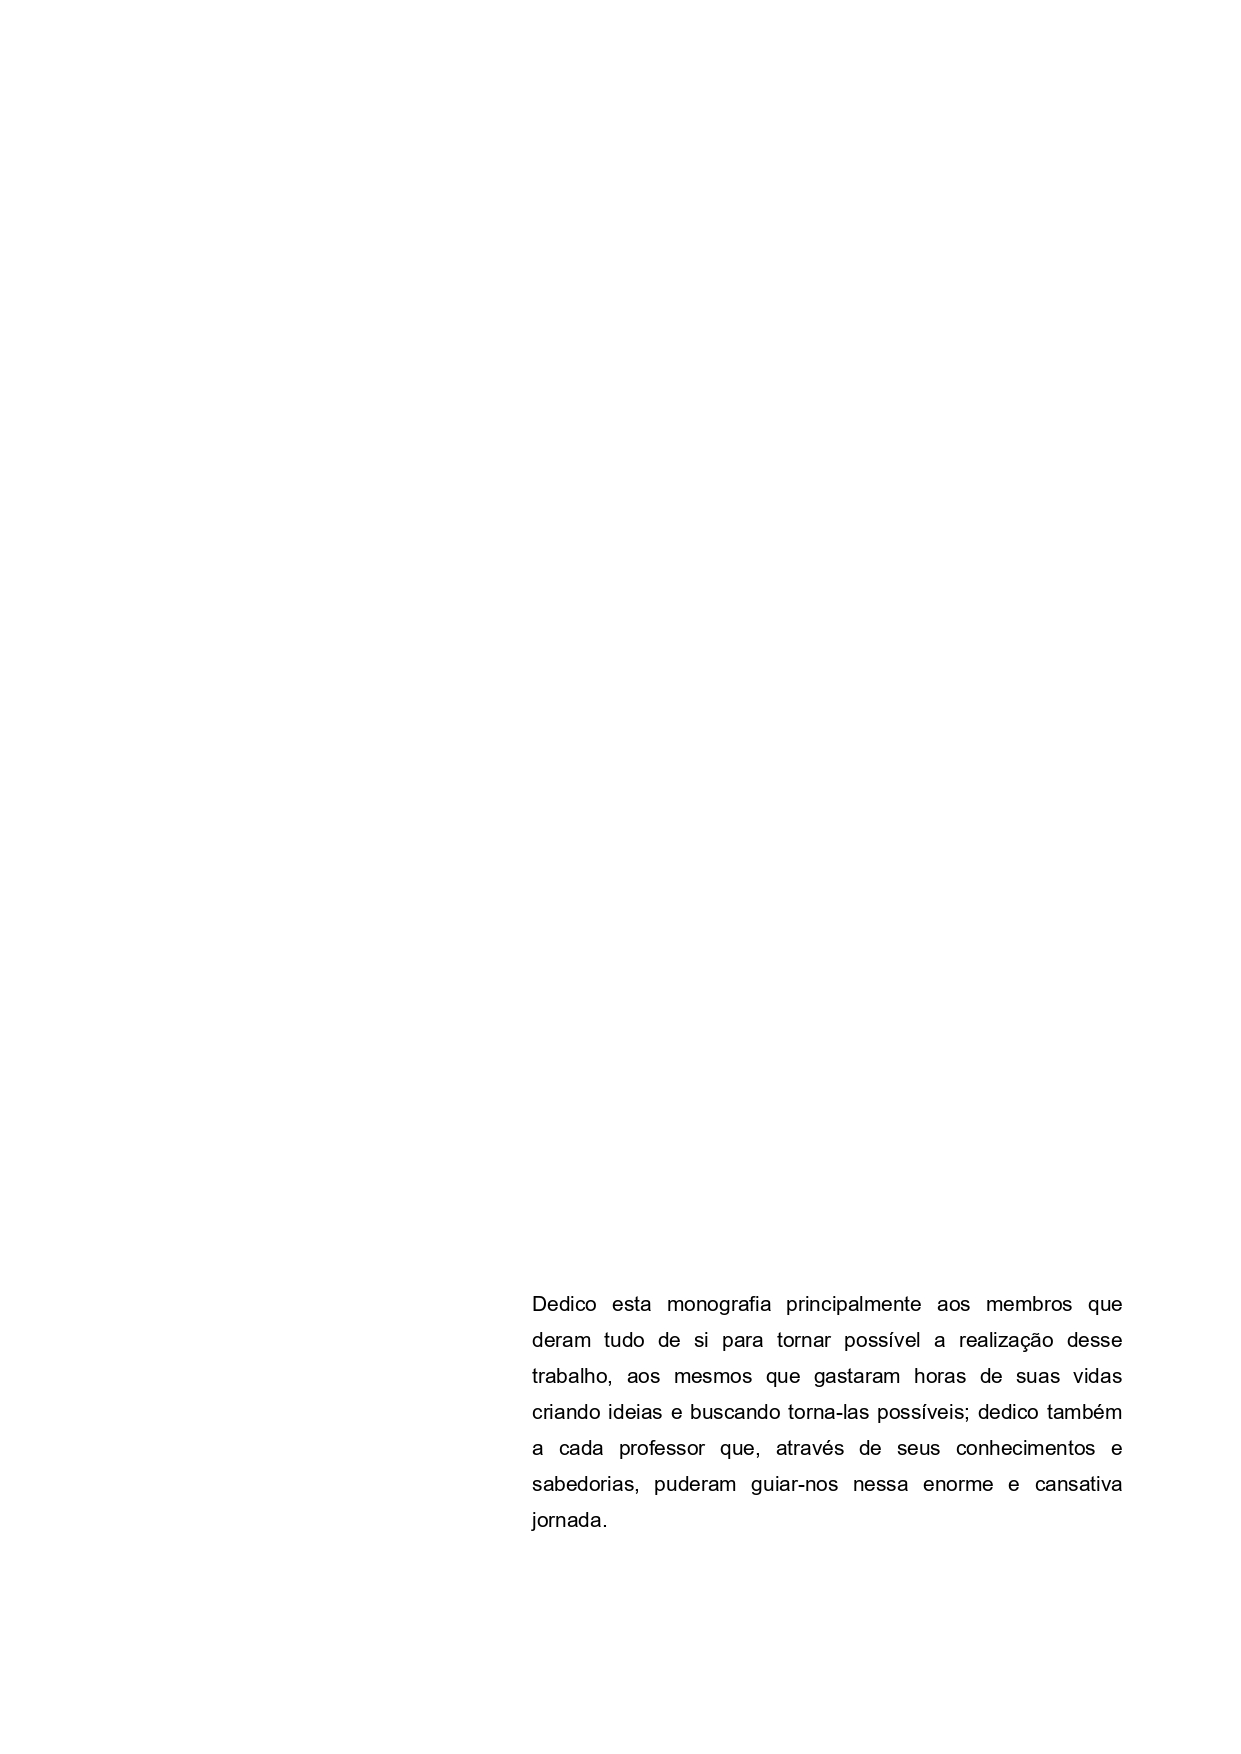 Dedico esta monografia principalmente aos membros que
deram tudo de si para tornar possível a realização desse
trabalho, aos mesmos que gastaram horas de suas vidas
criando ideias e buscando torna-las possíveis; dedico também
a cada professor que, através de seus conhecimentos e
sabedorias, puderam guiar-nos nessa enorme e cansativa
jornada.